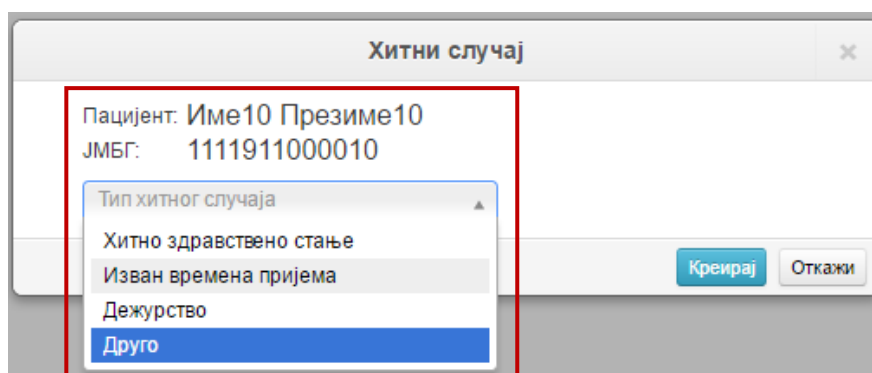 Хитни случај
×
Пацијент: Име10 Презиме10
ЈМБГ: 1111911000010
Тип хитног случаја
Хитно здравствено стање
Изван времена пријема
Дежурство
Друго
Креирај Откажи